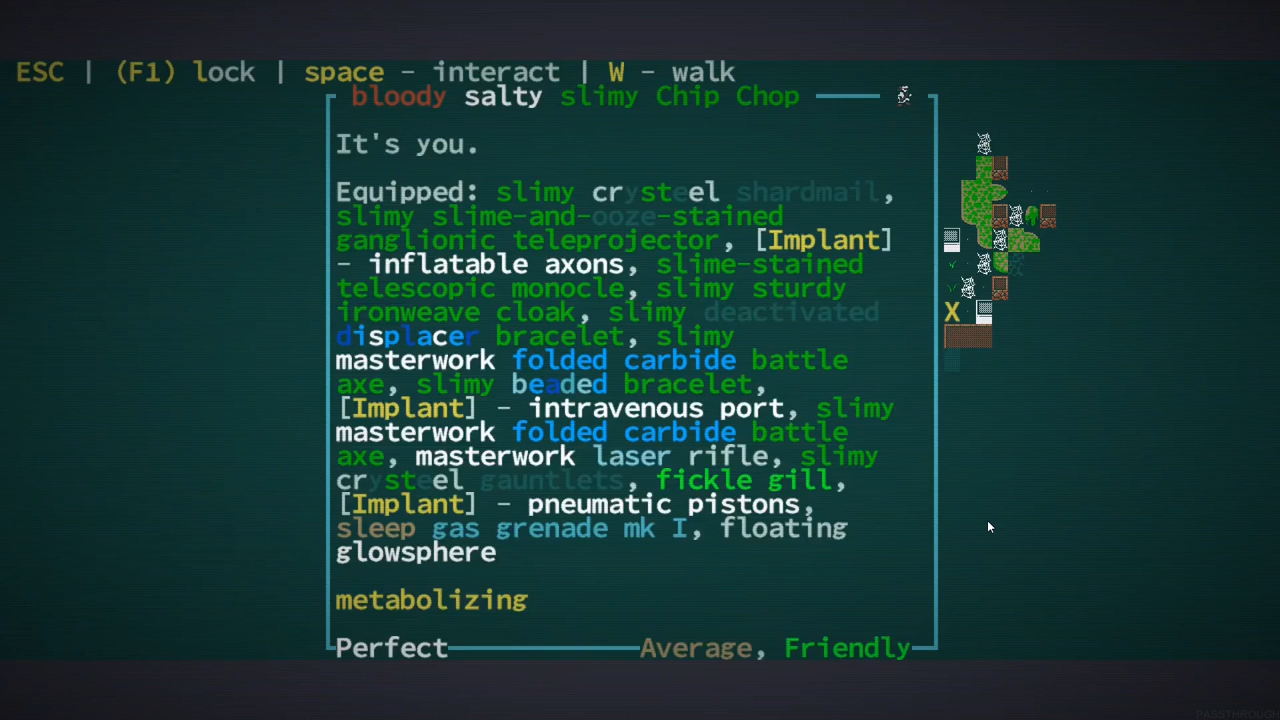 ESC | (F1) lock | space - interact | W - walk
bloody salty slimy Chip Chop
It's you.
Equipped: slimy crysteel shardmail,
slimy slime-and-ooze-stained
ganglionic teleprojector, [Implant]
- inflatable axons, slime-stained
telescopic monocle, slimy sturdy
ironweave cloak, slimy deactivated
displacer bracelet, slimy
masterwork folded carbide battle
axe, slimy beaded bracelet,
[Implant] - intravenous port, slimy
masterwork folded carbide battle
axe, masterwork laser rifle, slimy
crysteel gauntlets, fickle gill,
[Implant] - pneumatic pistons,
sleep gas grenade mk I, floating
glowsphere
metabolizing
Perfect Average, Friendly
X
PASSTHROUGH